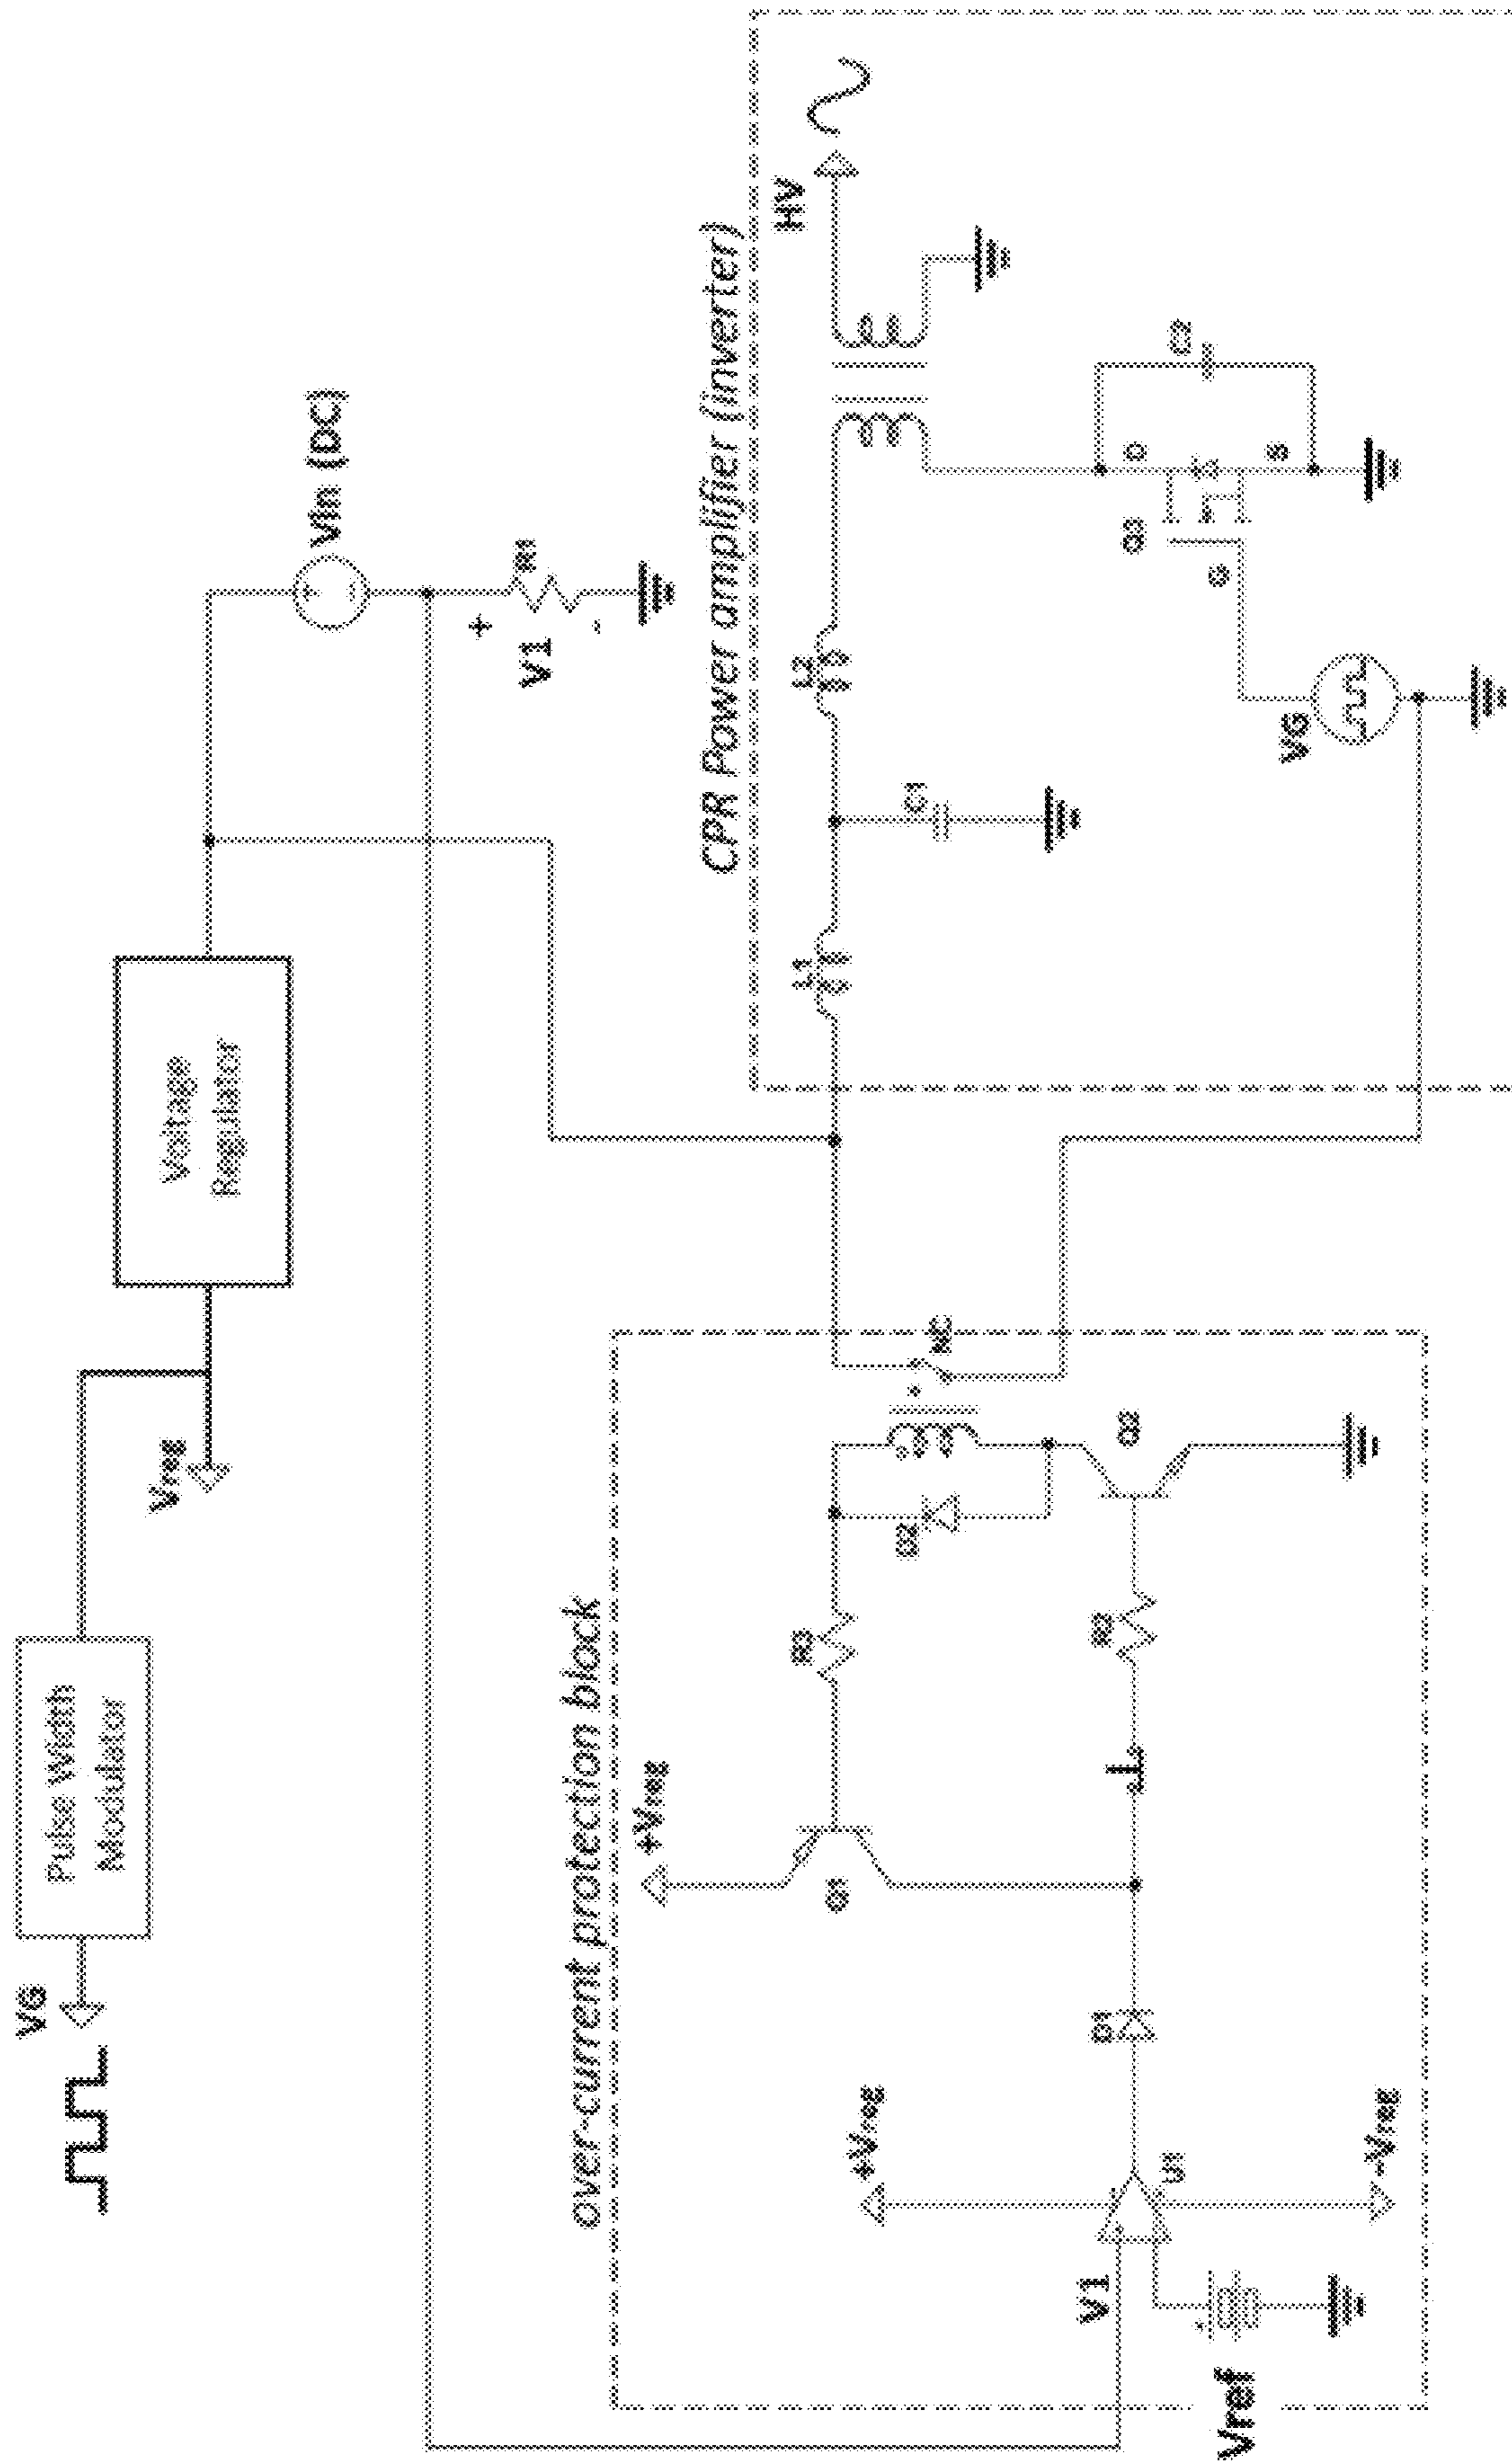 VG
Pulse Width
Modulator
Vreg
Voltage
Regulator
Vin (DC)
R1
+
V1
-
over-current protection block
V1
Vref
+Vreg
-Vreg
U1
D1
+Vreg
Q1
R3
R2
D2
Q2
NC
CPR Power amplifier (inverter)
L1
C1
L2
HV
VG
G
Q3
D
S
C2